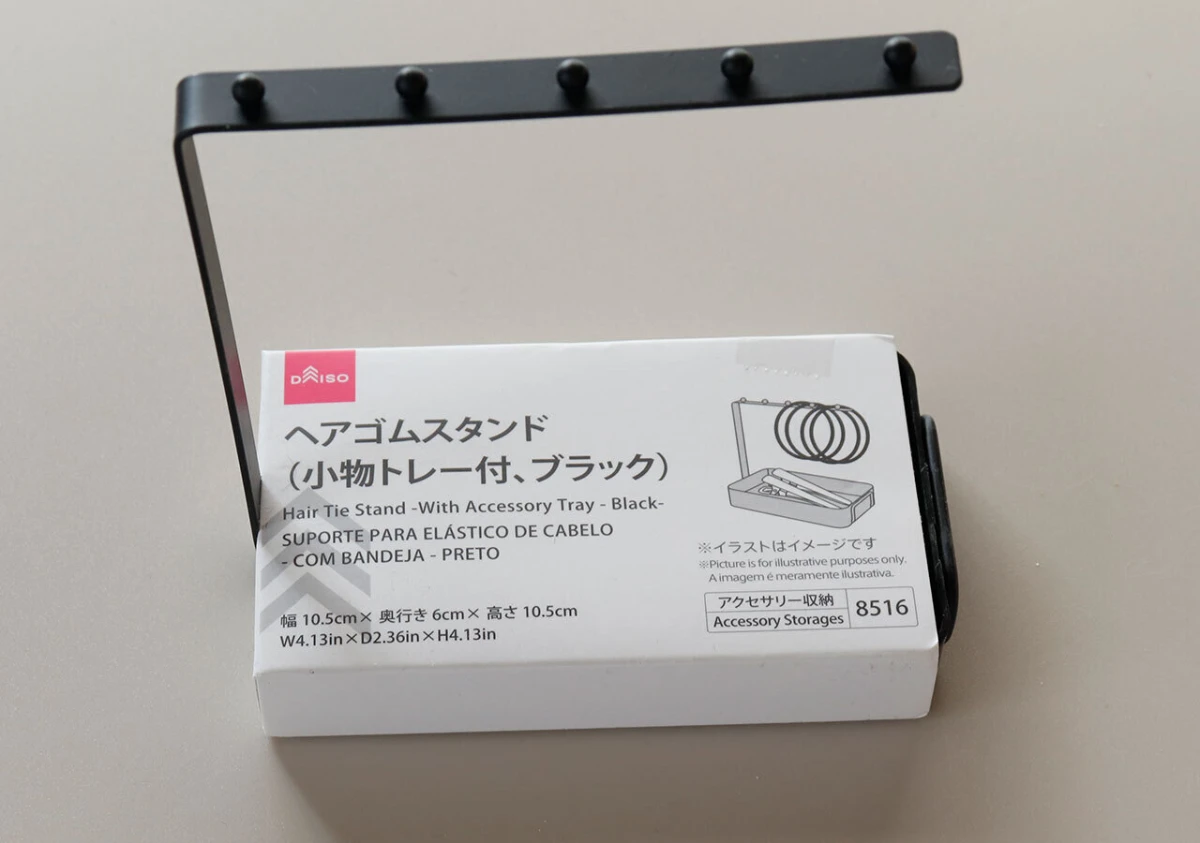 DAISO
ヘアゴムスタンド
（小物トレー付、ブラック）
Hair Tie Stand -With Accessory Tray - Black-
SUPORTE PARA ELÁSTICO DE CABELO
- COM BANDEJA - PRETO
幅 10.5cm× 奥行き 6cm× 高さ 10.5cm
W4.13in×D2.36in×H4.13in
※イラストはイメージです
※Picture is for illustrative purposes only.
A imagem é meramente ilustrativa.
アクセサリー収納
Accessory Storages
8516